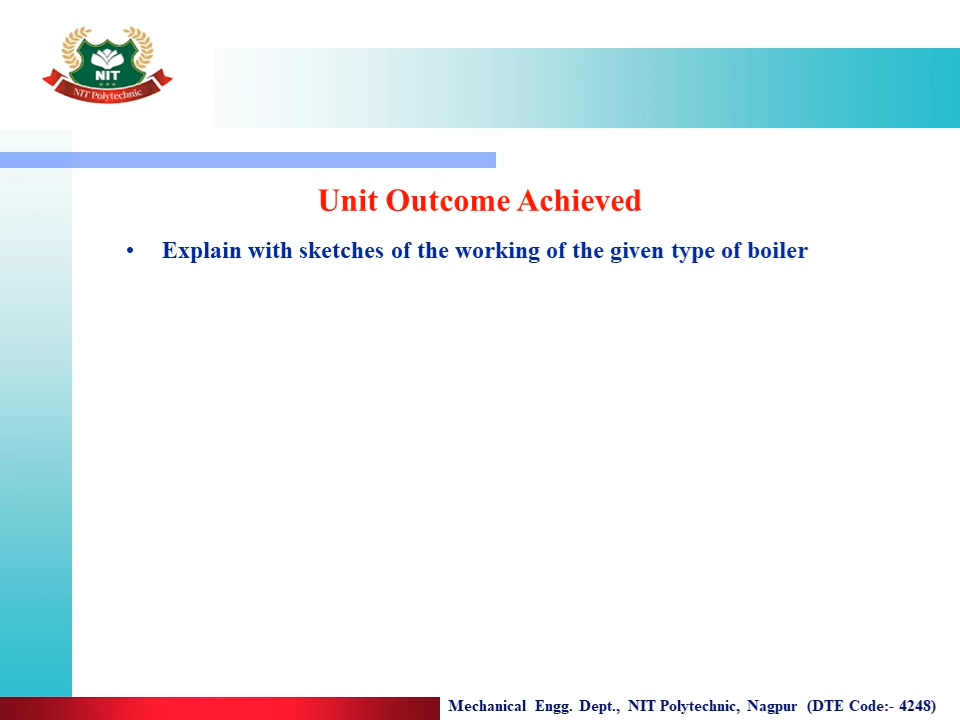 NIT
NIT Polytechnic
Unit Outcome Achieved
• Explain with sketches of the working of the given type of boiler
Mechanical Engg. Dept., NIT Polytechnic, Nagpur (DTE Code:- 4248)